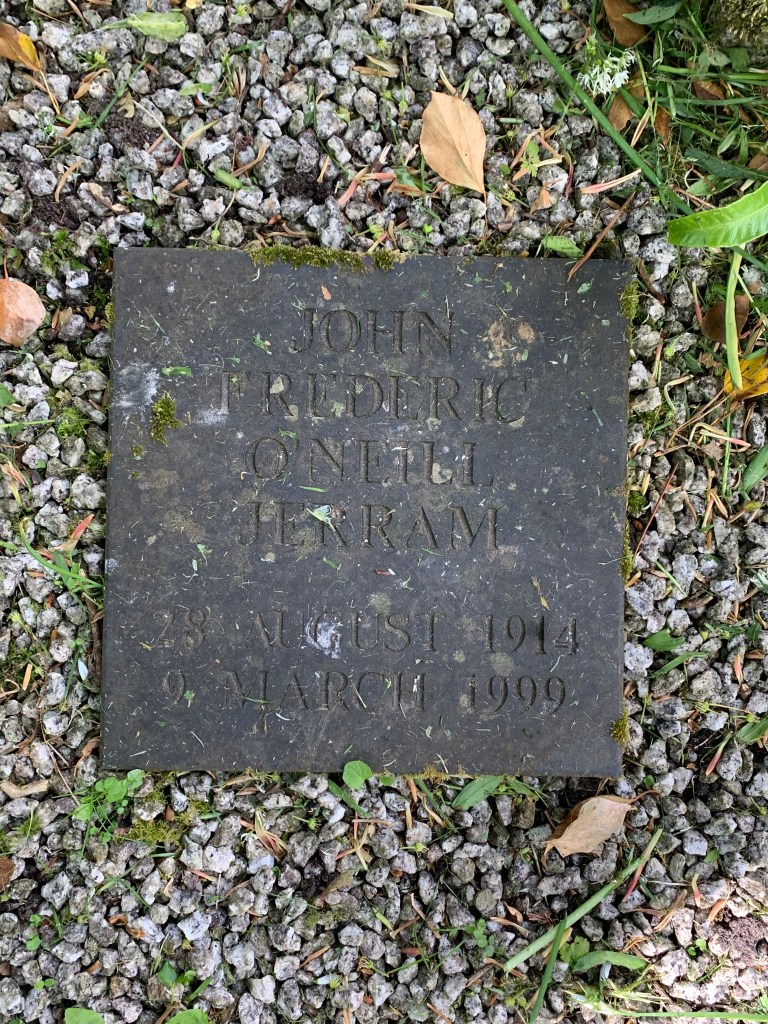 JOHN
FREDERIC
O'NEILL
JERRAM
28 AUGUST 1914
9 MARCH 1999